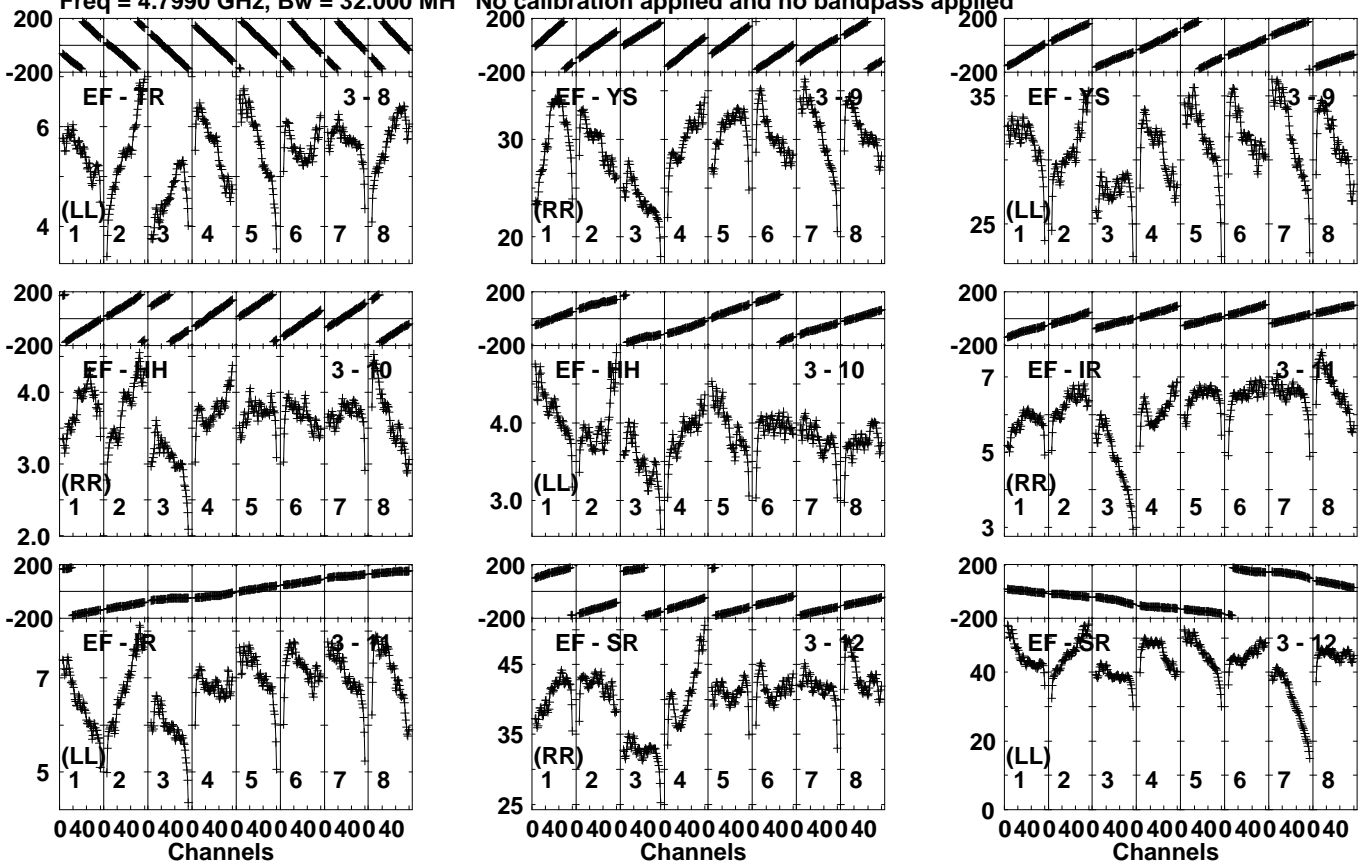 Freq = 4.7990 GHz, Bw = 32.000 MH No calibration applied and no bandpass applied
200
-200
EF - TR 3 - 8
6
4
(LL)
1 2 3 4 5 6 7 8
200
-200
EF - YS 3 - 9
30
20
(RR)
1 2 3 4 5 6 7 8
200
-200
EF - YS 3 - 9
35
25
(LL)
1 2 3 4 5 6 7 8
200
-200
EF - HH 3 - 10
4.0
3.0
2.0
(RR)
1 2 3 4 5 6 7 8
200
-200
EF - HH 3 - 10
4.0
3.0
(LL)
1 2 3 4 5 6 7 8
200
-200
EF - IR 3 - 11
7
5
3
(RR)
1 2 3 4 5 6 7 8
200
-200
EF - IR 3 - 11
7
5
(LL)
1 2 3 4 5 6 7 8
0 40 0 40 0 40 0 40 0 40 0 40 0 40 0 40
Channels
200
-200
EF - SR 3 - 12
45
35
25
(RR)
1 2 3 4 5 6 7 8
0 40 0 40 0 40 0 40 0 40 0 40 0 40 0 40
Channels
200
-200
EF - SR 3 - 12
40
20
0
(LL)
1 2 3 4 5 6 7 8
0 40 0 40 0 40 0 40 0 40 0 40 0 40 0 40
Channels